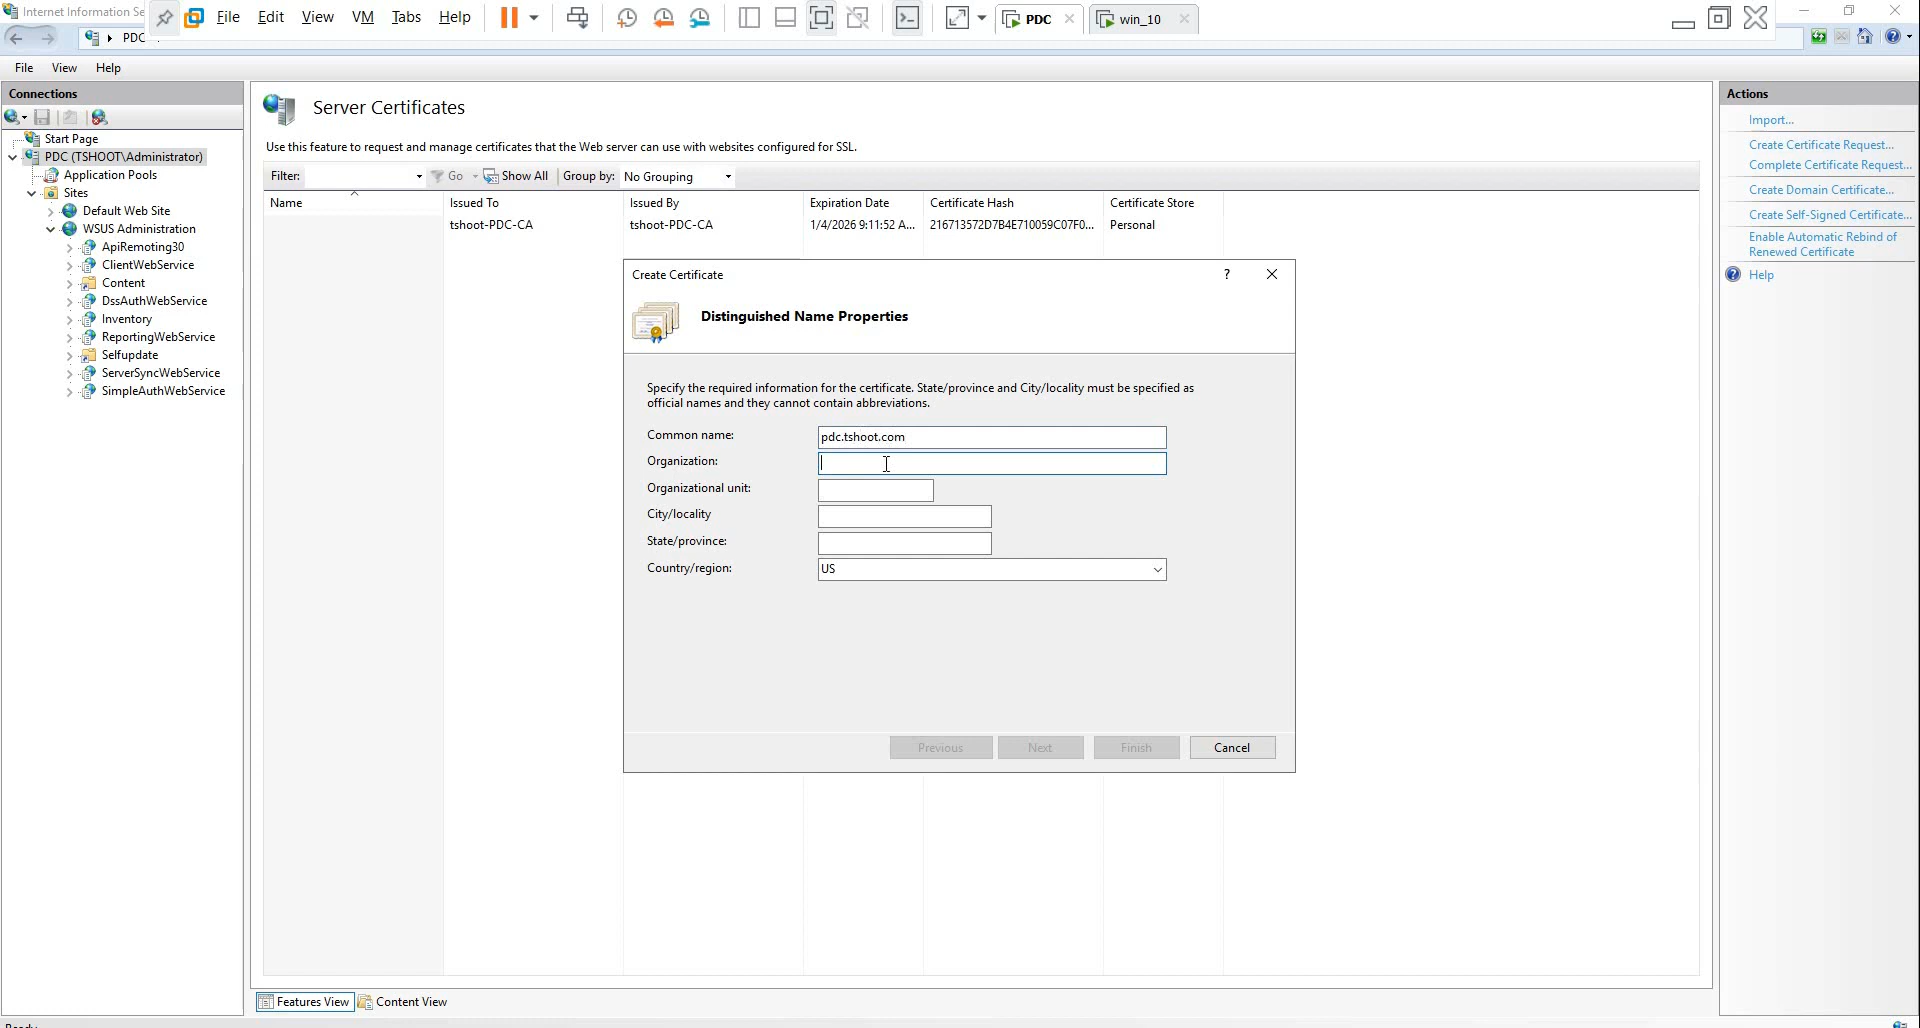 Internet Information Se
File Edit View VM Tabs Help
PDC
win_10
PDC
File View Help
Connections
Start Page
PDC (TSHOOT\Administrator)
Application Pools
Sites
Default Web Site
WSUS Administration
ApiRemoting30
ClientWebService
Content
DssAuthWebService
Inventory
ReportingWebService
Selfupdate
ServerSyncWebService
SimpleAuthWebService
Server Certificates
Use this feature to request and manage certificates that the Web server can use with websites configured for SSL.
Filter: Go Show All Group by: No Grouping
Name Issued To Issued By Expiration Date Certificate Hash Certificate Store
tshoot-PDC-CA tshoot-PDC-CA 1/4/2026 9:11:52 A... 216713572D7B4E710059C07F0... Personal
Create Certificate ?
Distinguished Name Properties
Specify the required information for the certificate. State/province and City/locality must be specified as
official names and they cannot contain abbreviations.
Common name: pdc.tshoot.com
Organization:
Organizational unit:
City/locality
State/province:
Country/region: US
Previous Next Finish Cancel
Features View Content View
Actions
Import...
Create Certificate Request...
Complete Certificate Request...
Create Domain Certificate...
Create Self-Signed Certificate...
Enable Automatic Rebind of
Renewed Certificate
Help